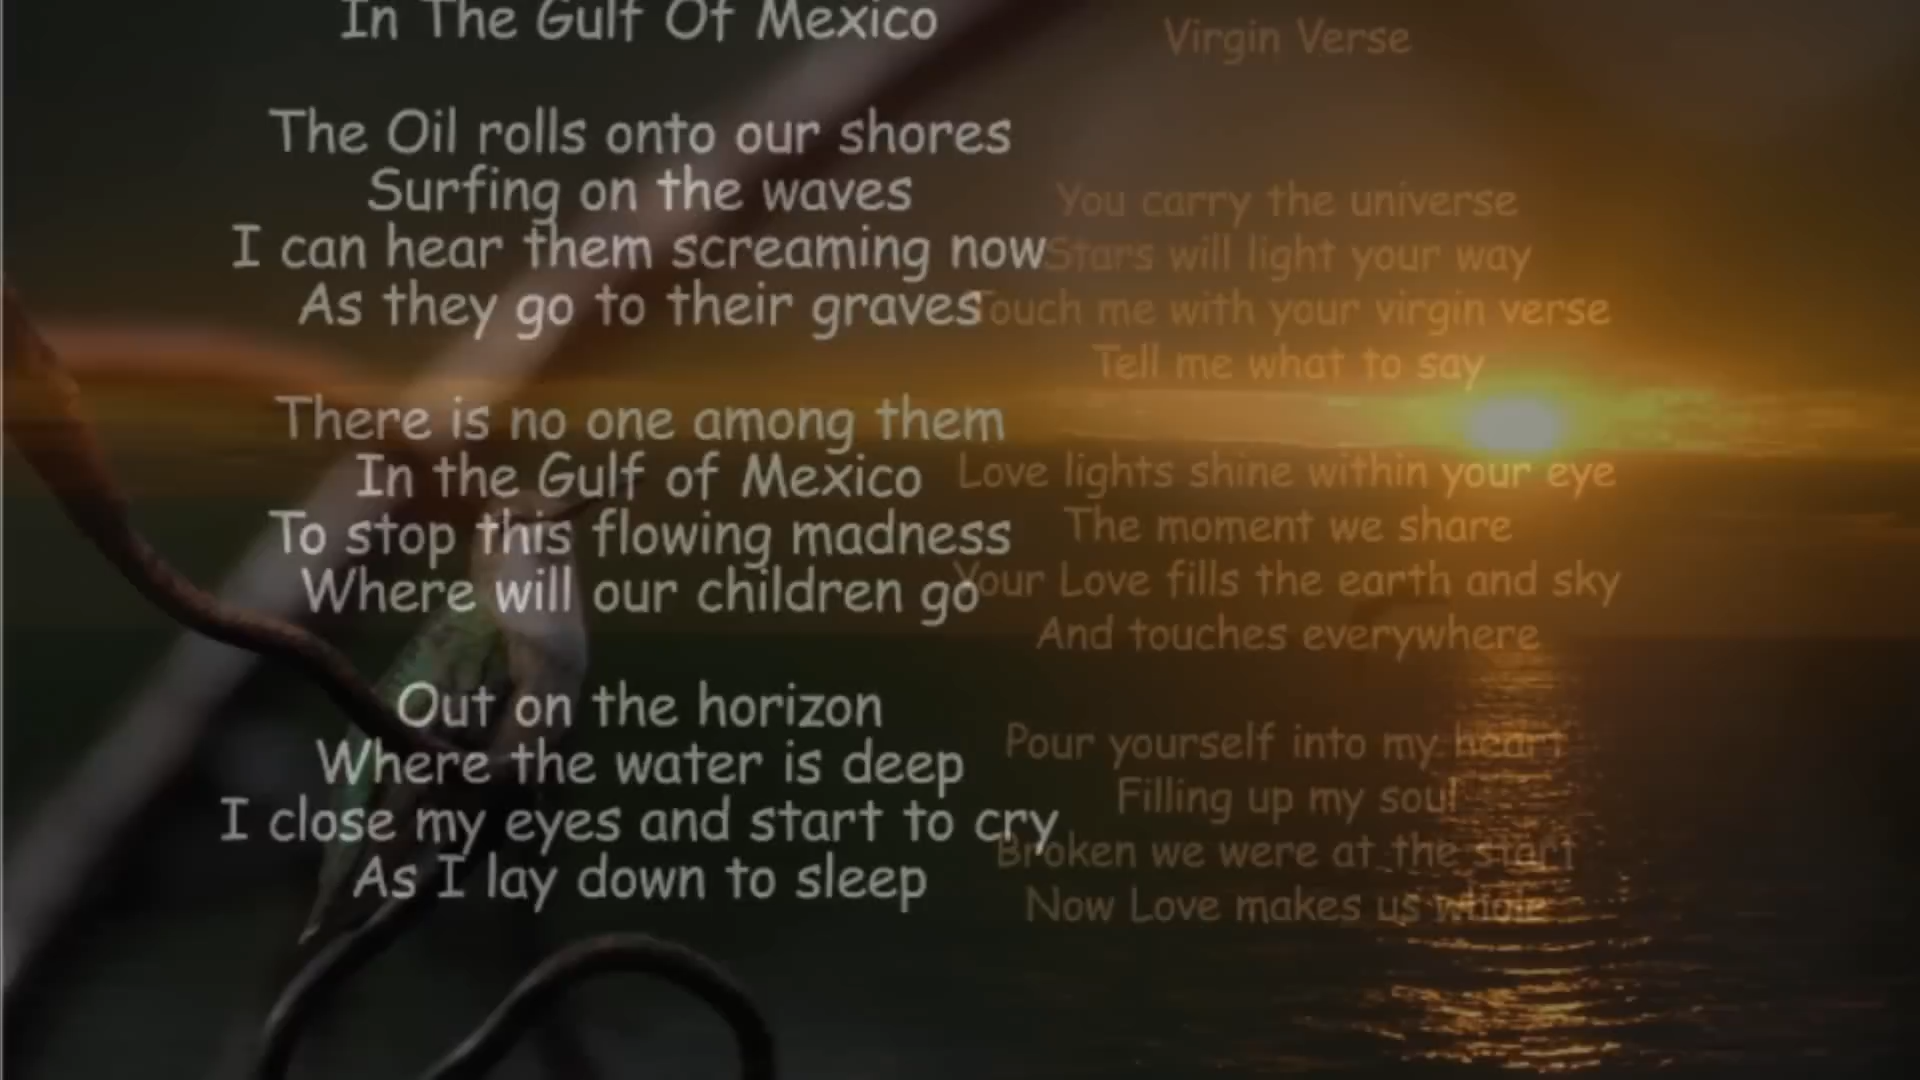 In The Gulf Of Mexico
The Oil rolls onto our shores
Surfing on the waves
I can hear them screaming now
As they go to their graves
There is no one among them
In the Gulf of Mexico
To stop this flowing madness
Where will our children go
Out on the horizon
Where the water is deep
I close my eyes and start to cry
As I lay down to sleep
Virgin Verse
You carry the universe
Stars will light your way
Touch me with your virgin verse
Tell me what to say
Love lights shine within your eye
The moment we share
Your Love fills the earth and sky
And touches everywhere
Pour yourself into my heart
Filling up my soul
Broken we were at the start
Now Love makes us whole